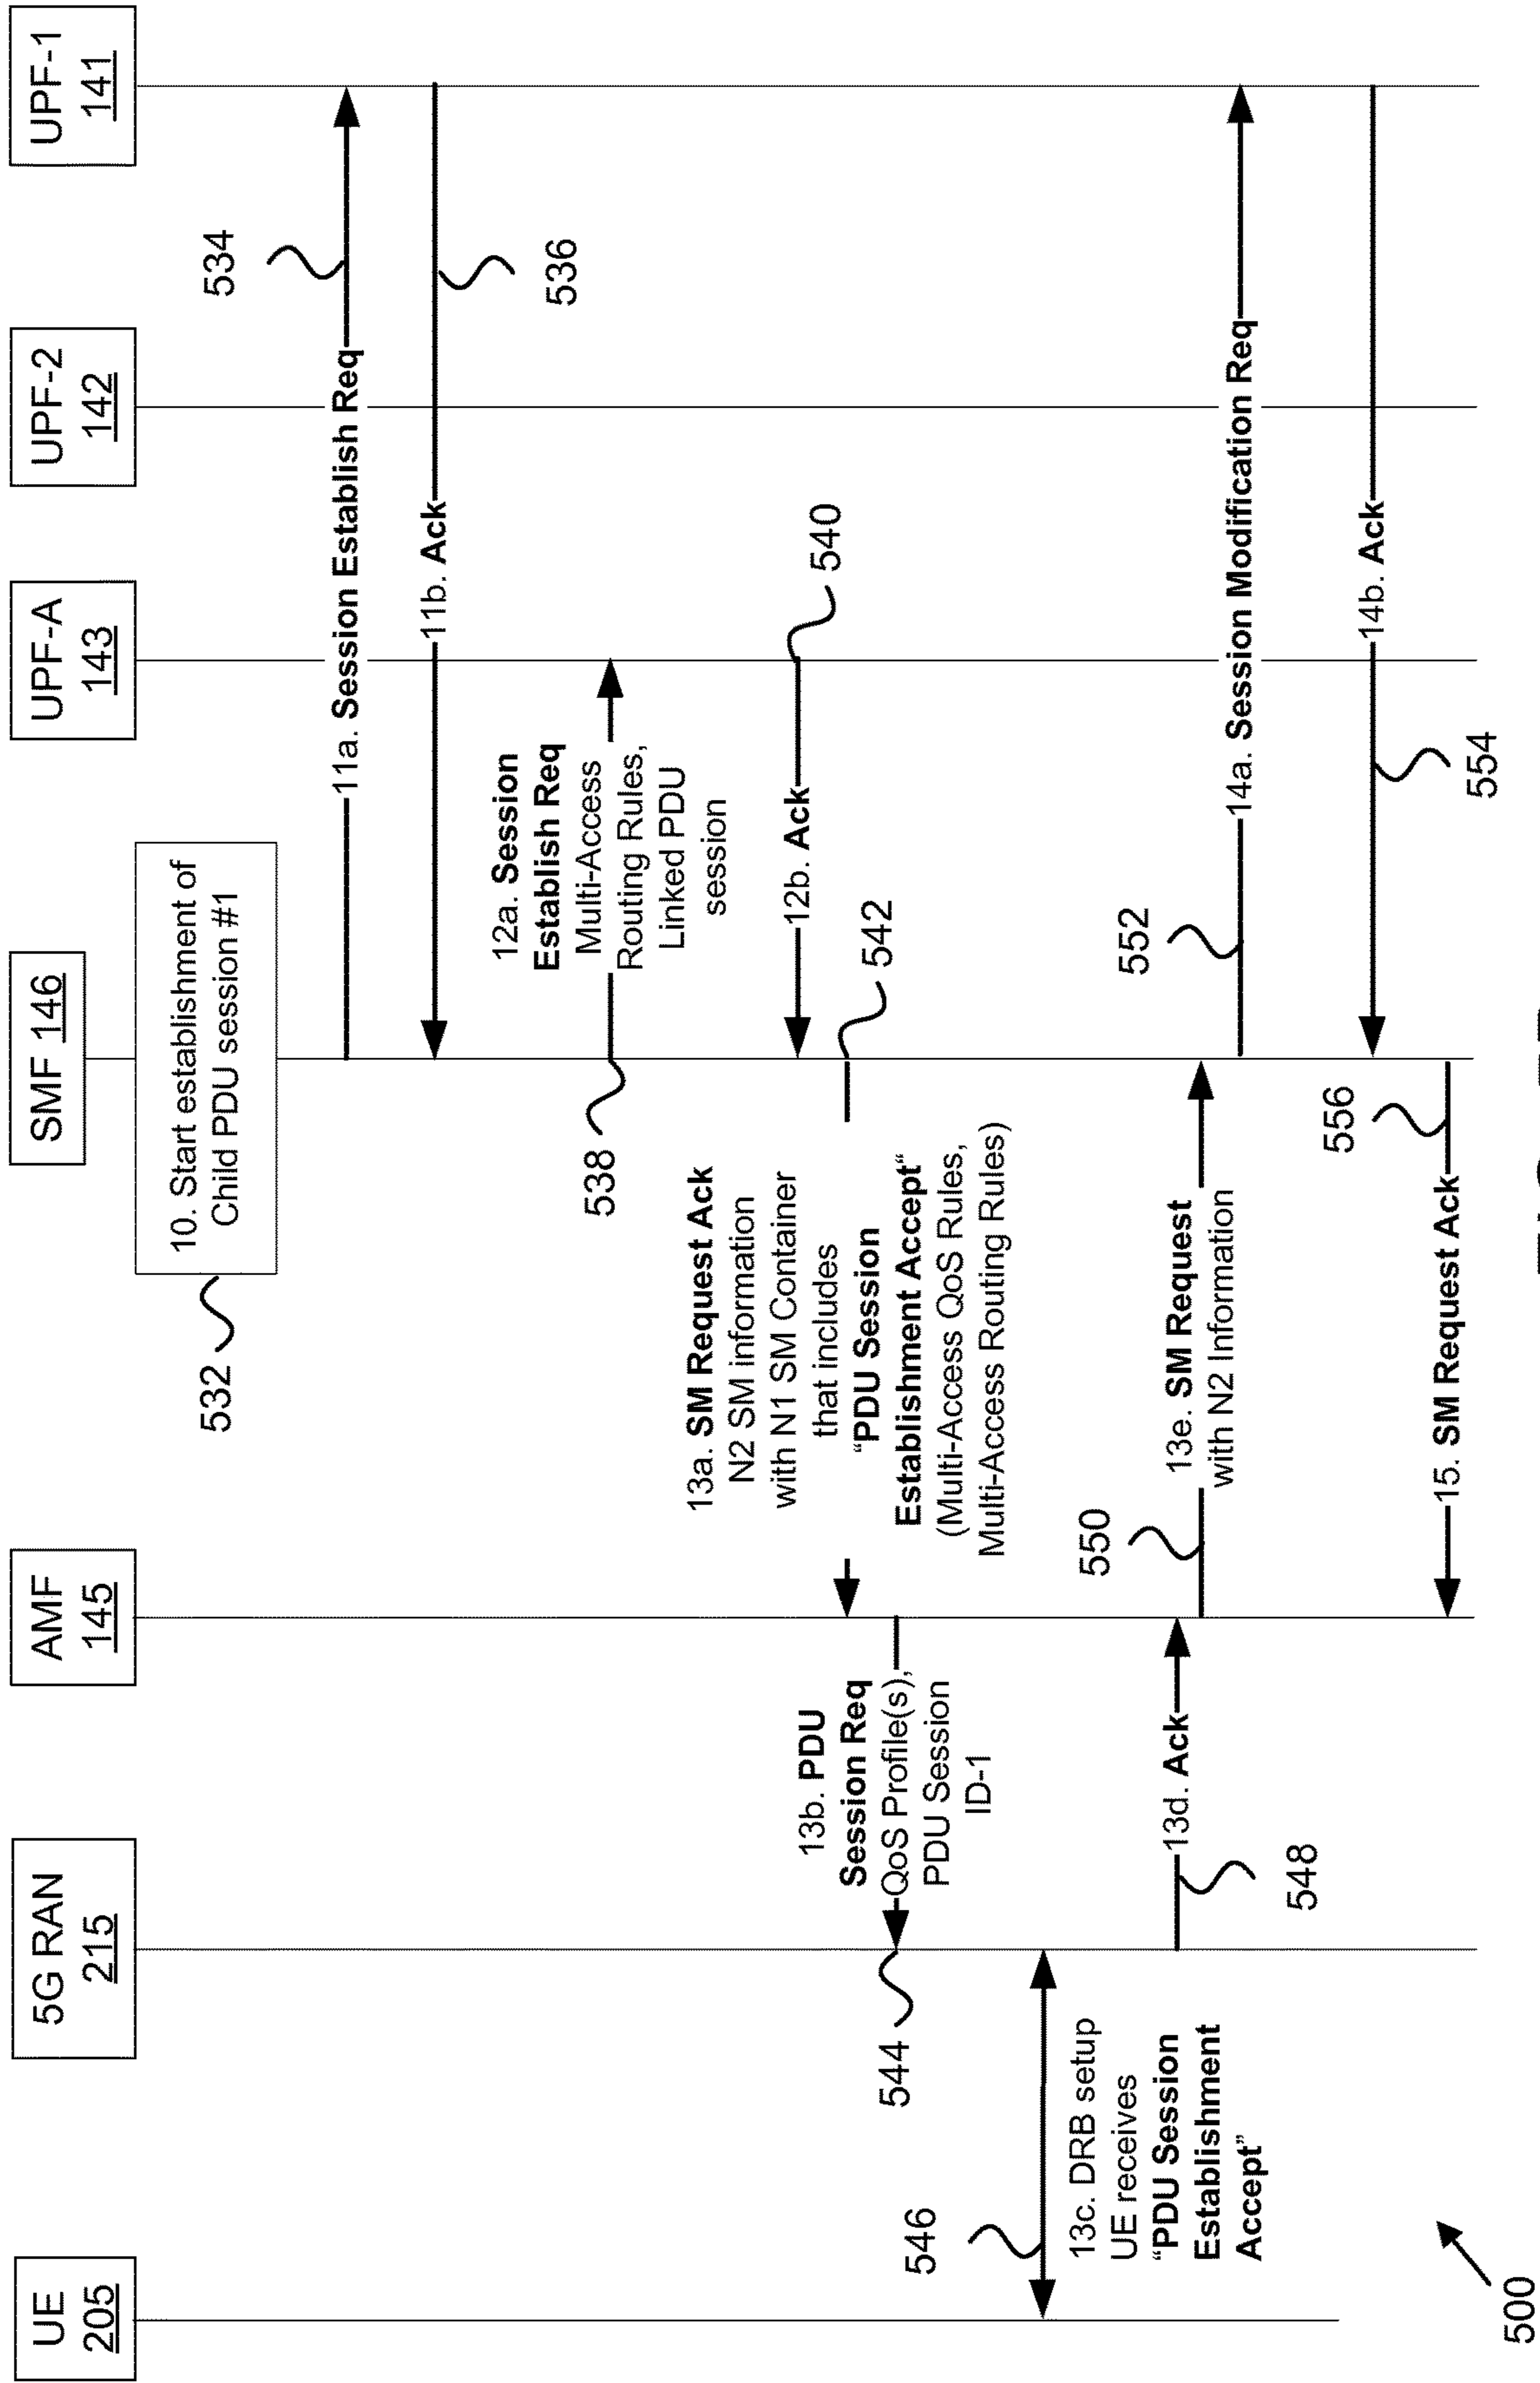 UE
205
5G RAN
215
AMF
145
SMF 146
UPF-A
143
UPF-2
142
UPF-1
141
10. Start establishment of
Child PDU session #1
532
11a. Session Establish Req
534
11b. Ack
536
12a. Session
Establish Req
Multi-Access
Routing Rules,
Linked PDU
session
538
12b. Ack
540
13a. SM Request Ack
N2 SM information
with N1 SM Container
that includes
“PDU Session
Establishment Accept“
(Multi-Access QoS Rules,
Multi-Access Routing Rules)
542
13b. PDU
Session Req
QoS Profile(s),
PDU Session
ID-1
544
546
13c. DRB setup
UE receives
“PDU Session
Establishment
Accept”
13d. Ack
548
550
13e. SM Request
with N2 Information
552
14a. Session Modification Req
14b. Ack
554
556
15. SM Request Ack
500